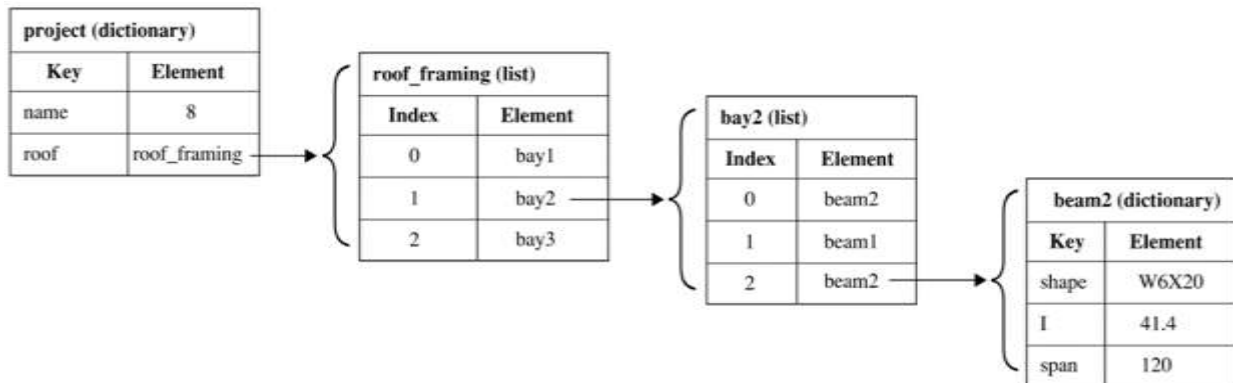 project (dictionary)
Key Element
name 8
roof roof_framing
roof_framing (list)
Index Element
0 bay1
1 bay2
2 bay3
bay2 (list)
Index Element
0 beam2
1 beam1
2 beam2
beam2 (dictionary)
Key Element
shape W6X20
I 41.4
span 120